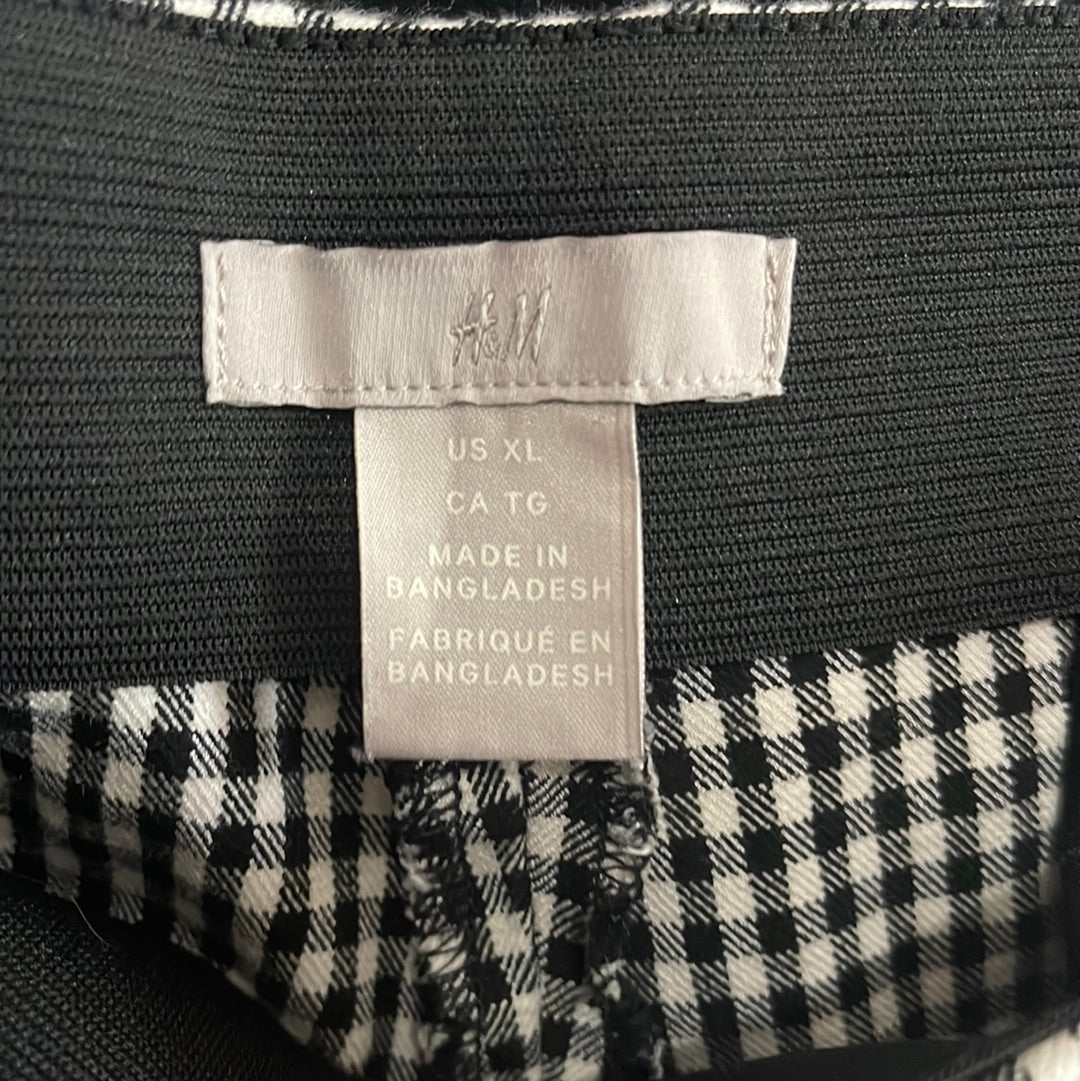 H&M
US XL
CA TG
MADE IN
BANGLADESH
FABRIQUÉ EN
BANGLADESH